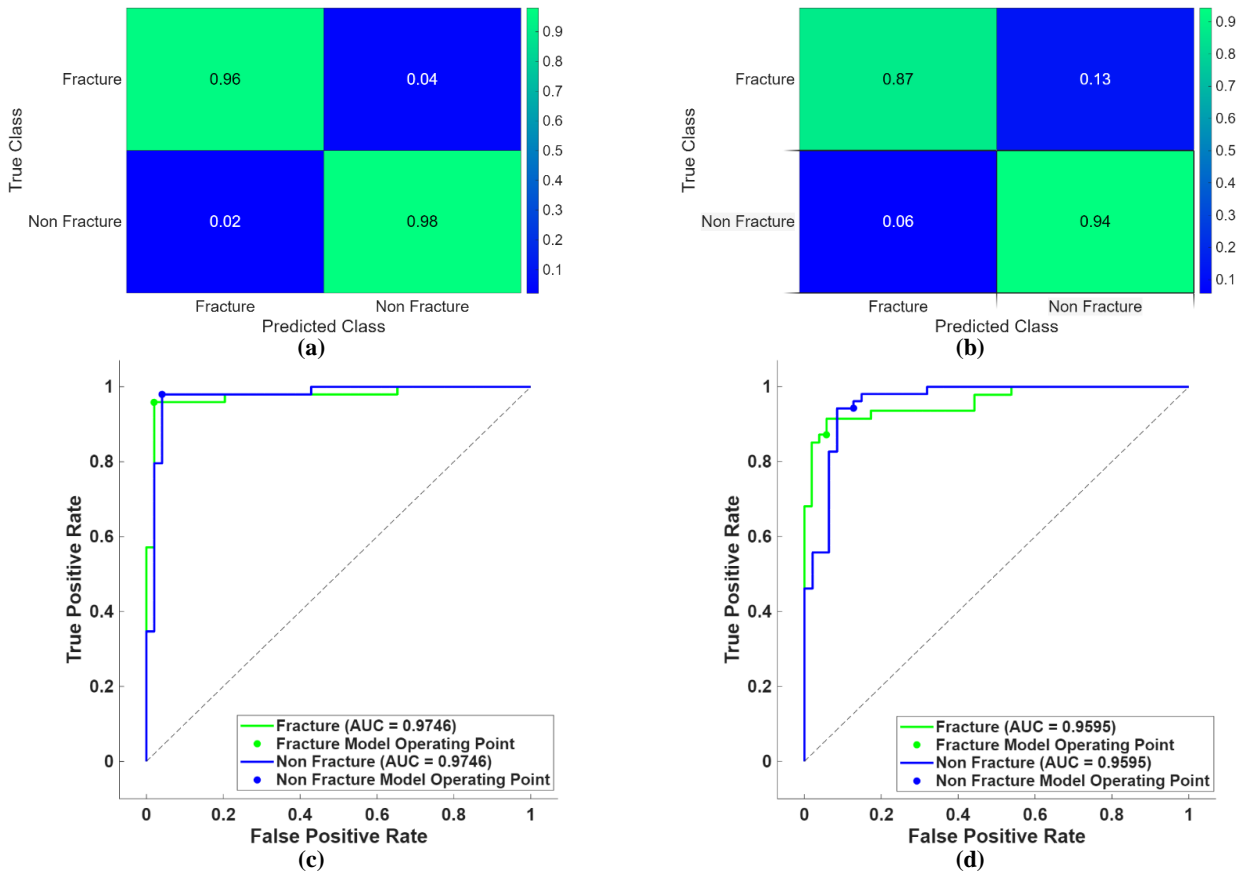 True Class
Fracture
Non Fracture
0.96
0.04
0.02
0.98
Fracture
Non Fracture
Predicted Class
0.9
0.8
0.7
0.6
0.5
0.4
0.3
0.2
0.1
(a)
True Class
Fracture
Non Fracture
0.87
0.13
0.06
0.94
Fracture
Non Fracture
Predicted Class
0.9
0.8
0.7
0.6
0.5
0.4
0.3
0.2
0.1
(b)
True Positive Rate
1
0.8
0.6
0.4
0.2
0
Fracture (AUC = 0.9746)
Fracture Model Operating Point
Non Fracture (AUC = 0.9746)
Non Fracture Model Operating Point
0
0.2
0.4
0.6
0.8
1
False Positive Rate
(c)
True Positive Rate
1
0.8
0.6
0.4
0.2
0
Fracture (AUC = 0.9595)
Fracture Model Operating Point
Non Fracture (AUC = 0.9595)
Non Fracture Model Operating Point
0
0.2
0.4
0.6
0.8
1
False Positive Rate
(d)